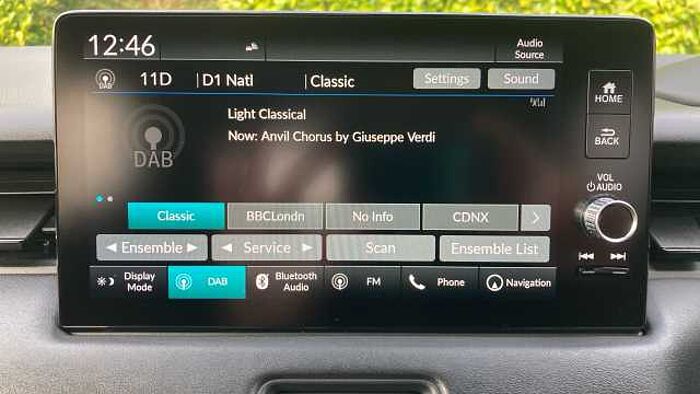 12:46
Audio Source
DAB 11D D1 Natl Classic Settings Sound
HOME
Light Classical
Now: Anvil Chorus by Giuseppe Verdi
DAB
BACK
VOL
AUDIO
Classic BBCLondn No Info CDNX
Ensemble Service Scan Ensemble List
Display Mode DAB Bluetooth Audio FM Phone Navigation